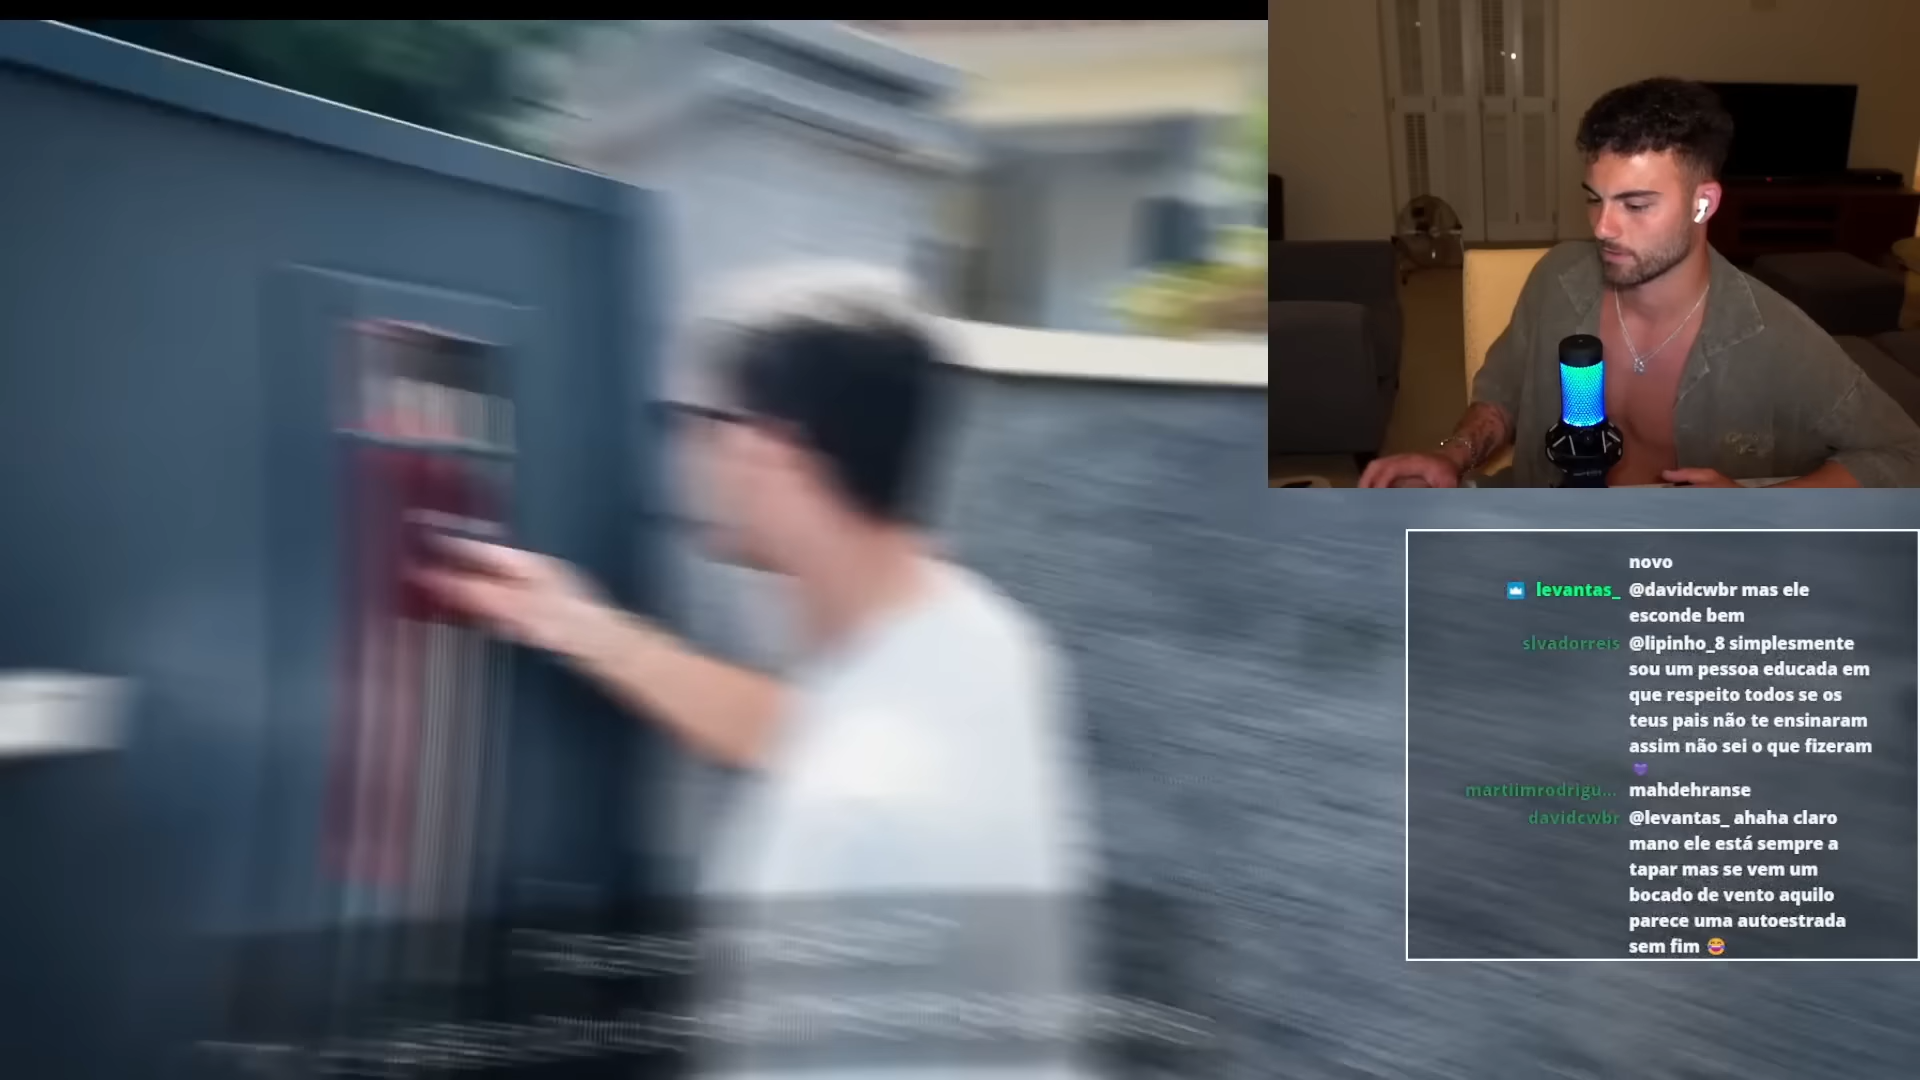 novo
levantas_ @davidcwbr mas ele
esconde bem
slvadorreis @lipinho_8 simplesmente
sou um pessoa educada em
que respeito todos se os
teus pais não te ensinaram
assim não sei o que fizeram
💜
martiimrodrigu... mahdehranse
davidcwbr @levantas_ ahaha claro
mano ele está sempre a
tapar mas se vem um
bocado de vento aquilo
parece uma autoestrada
sem fim 😂